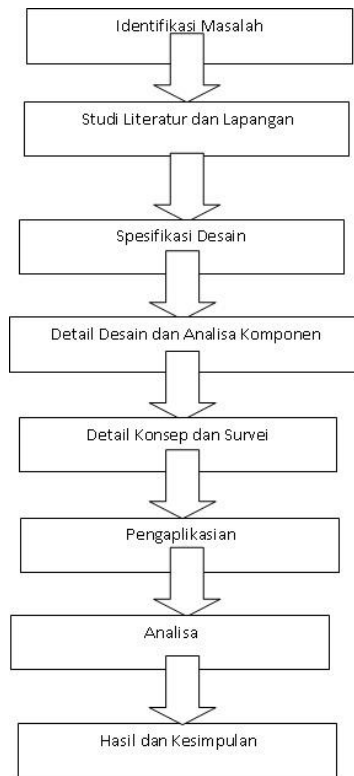 Identifikasi Masalah
Studi Literatur dan Lapangan
Spesifikasi Desain
Detail Desain dan Analisa Komponen
Detail Konsep dan Survei
Pengaplikasian
Analisa
Hasil dan Kesimpulan